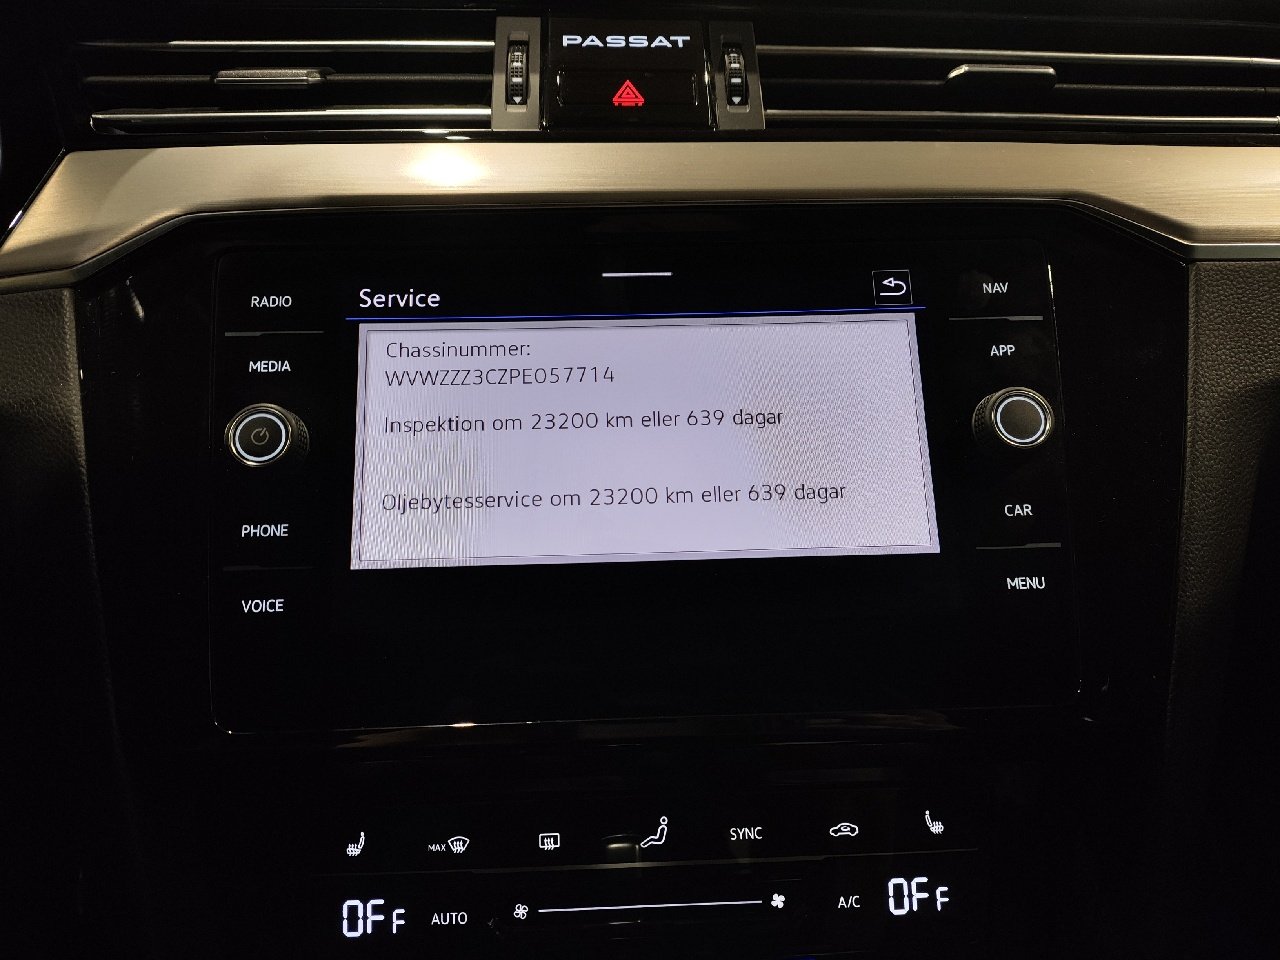 PASSAT
RADIO
MEDIA
PHONE
VOICE
Service
Chassinummer:
WVWZZZ3CZPE057714
Inspektion om 23200 km eller 639 dagar
Oljebytesservice om 23200 km eller 639 dagar
NAV
APP
CAR
MENU
MAX
SYNC
OFF
AUTO
A/C
OFF